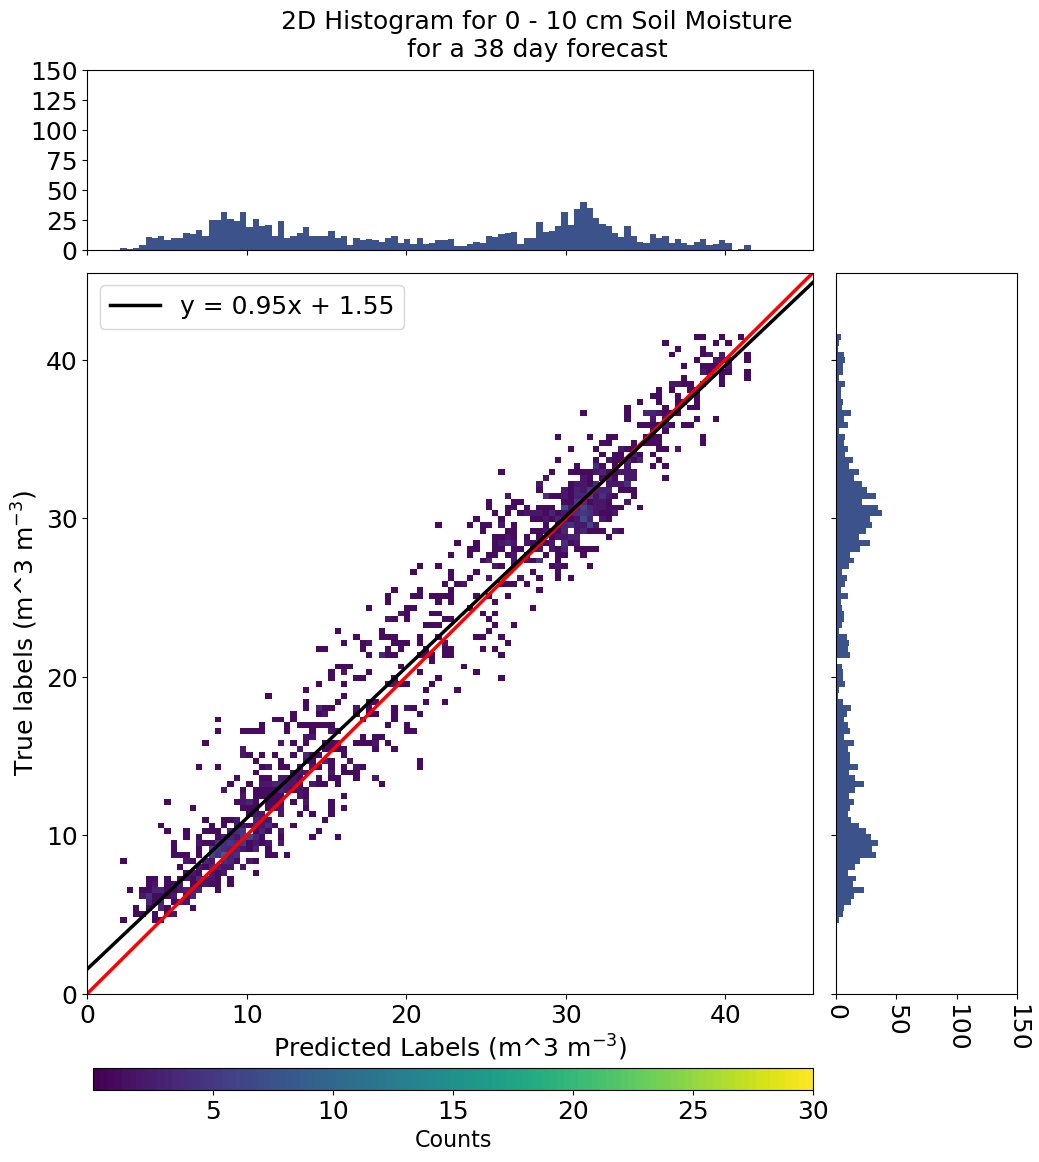 2D Histogram for 0 - 10 cm Soil Moisture
for a 38 day forecast
150
125
100
75
50
25
0
y = 0.95x + 1.55
True labels (m^3 m⁻³)
40
30
20
10
0
0 10 20 30 40
Predicted Labels (m^3 m⁻³)
0 50 100 150
5 10 15 20 25 30
Counts